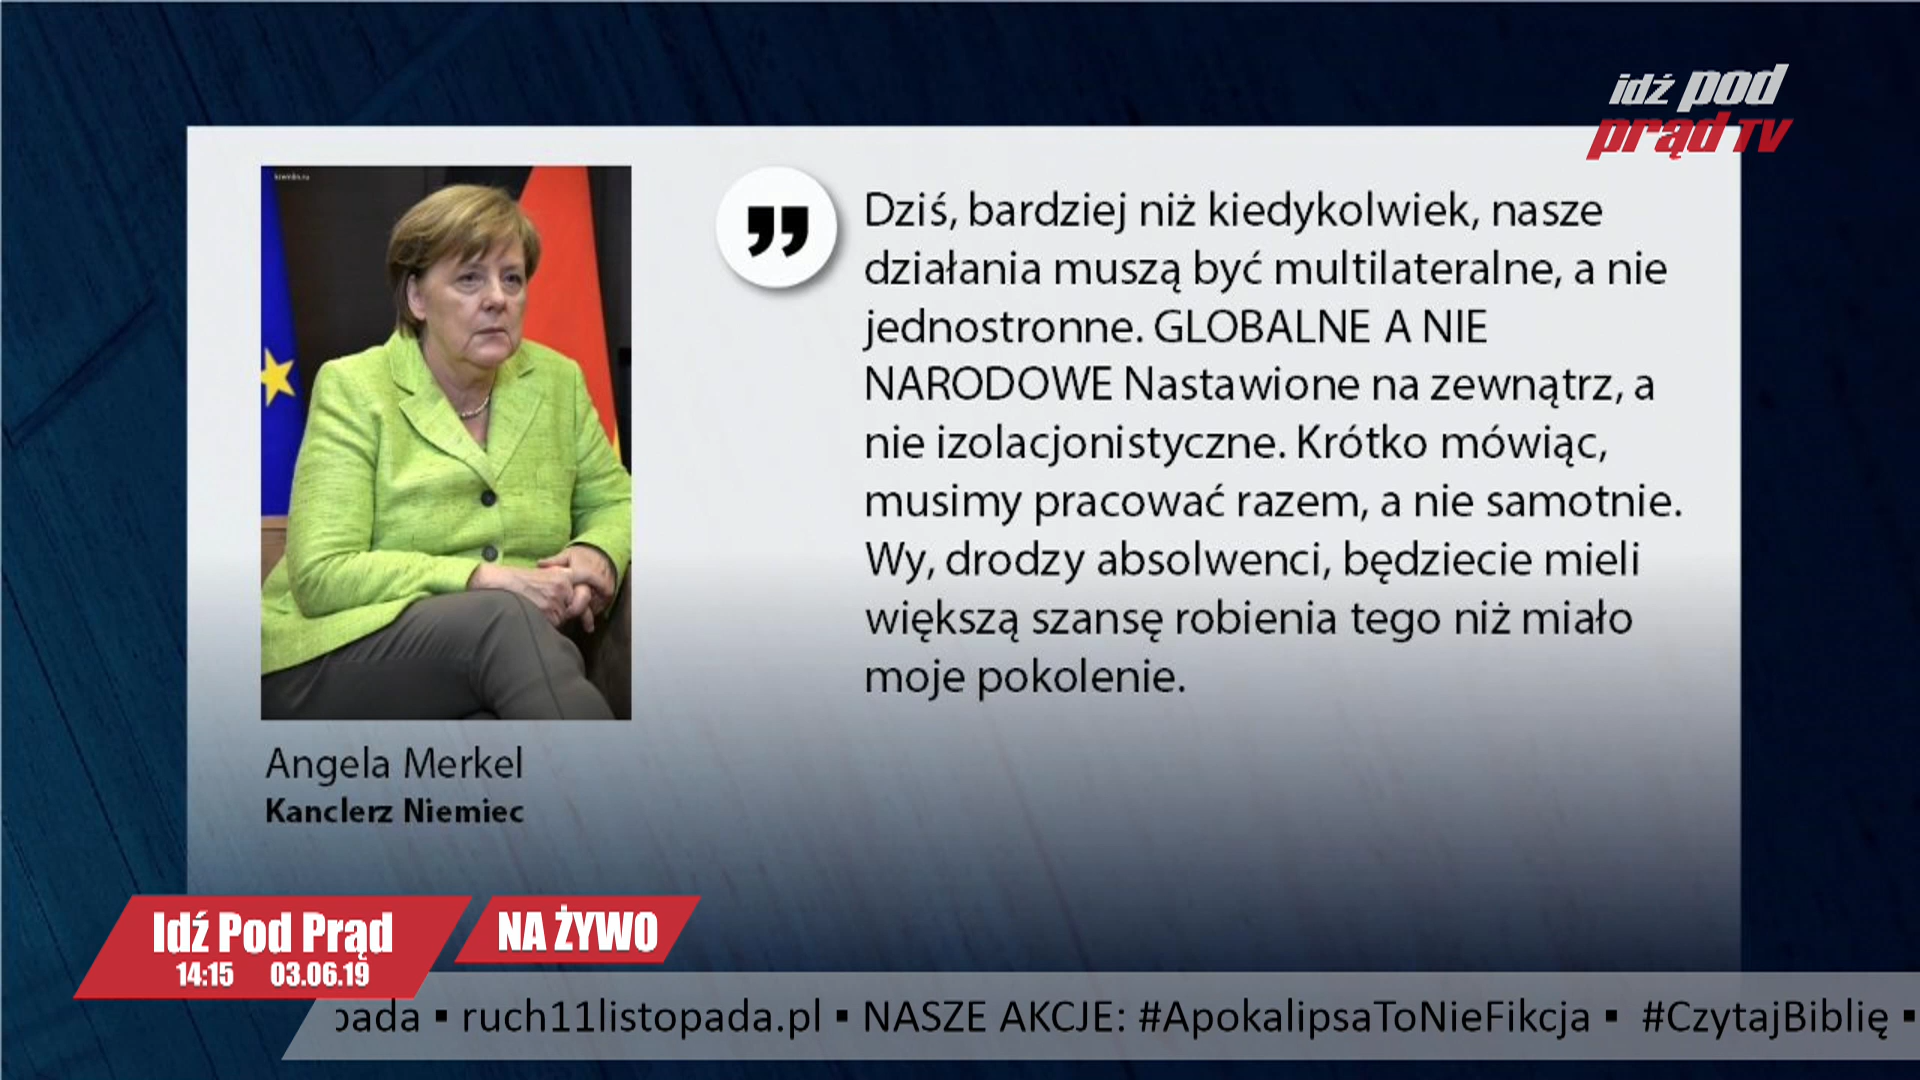 idź pod
prąd TV
kremlin.ru
Dziś, bardziej niż kiedykolwiek, nasze
działania muszą być multilateralne, a nie
jednostronne. GLOBALNE A NIE
NARODOWE Nastawione na zewnątrz, a
nie izolacjonistyczne. Krótko mówiąc,
musimy pracować razem, a nie samotnie.
Wy, drodzy absolwenci, będziecie mieli
większą szansę robienia tego niż miało
moje pokolenie.
Angela Merkel
Kanclerz Niemiec
Idź Pod Prąd
NA ŻYWO
14:15 03.06.19
pada ▪ ruch11listopada.pl ▪ NASZE AKCJE: #ApokalipsaToNieFikcja ▪ #CzytajBiblię ▪